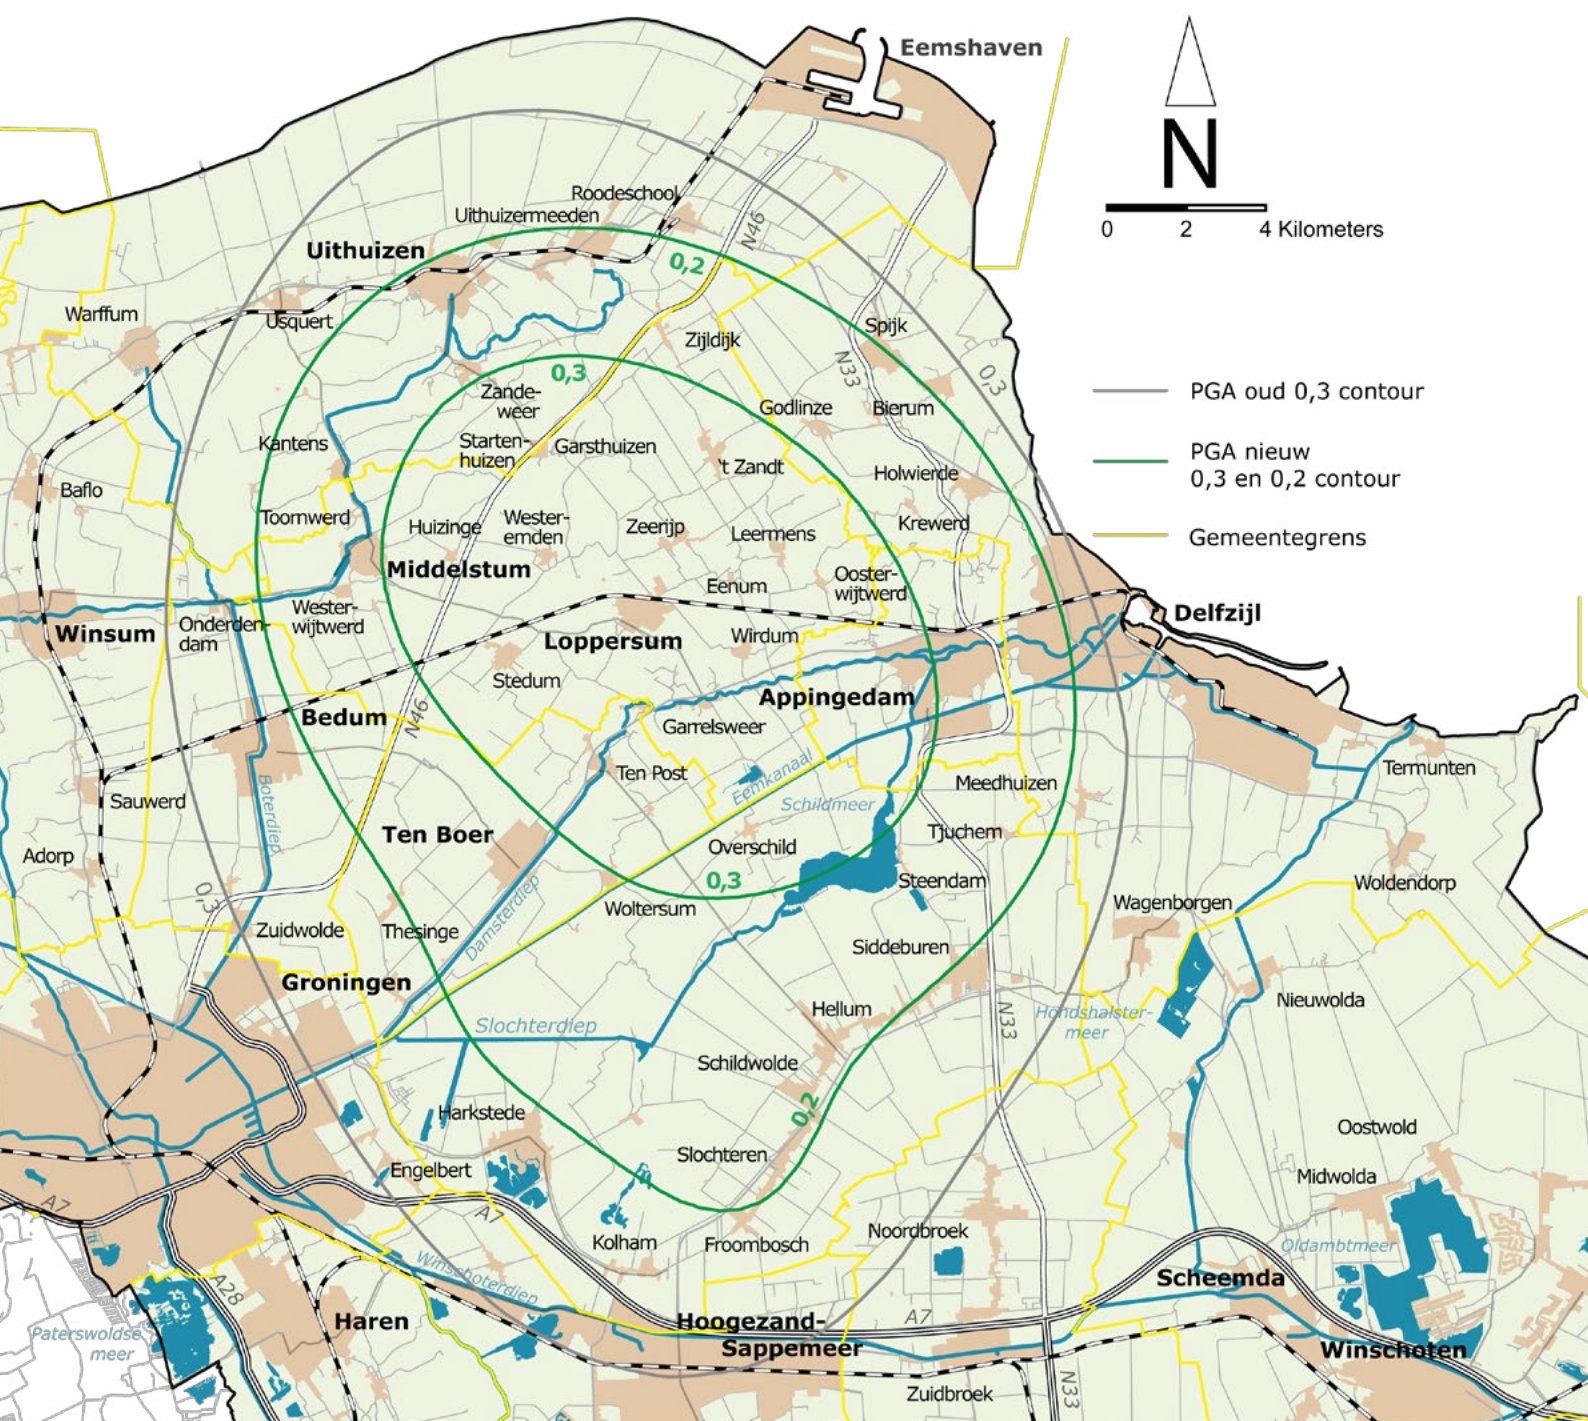 Eemshaven
N
0 2 4 Kilometers
PGA oud 0,3 contour
PGA nieuw
0,3 en 0,2 contour
Gemeentegrens
Roodeschool
Uithuizermeeden
N46
Uithuizen
0,2
Warffum
Usquert
Spijk
Zijldijk
N33
0,3
0,3
Zande-
weer
Godlinze
Bierum
Kantens
Starten-
huizen
Garsthuizen
't Zandt
Holwierde
Baflo
Toornwerd
Huizinge
Wester-
emden
Zeerijp
Leermens
Krewerd
Middelstum
Eenum
Ooster-
wijtwerd
Wester-
wijtwerd
Delfzijl
Winsum
Onderden-
dam
Loppersum
Wirdum
Stedum
Appingedam
Bedum
N46
Garrelsweer
Ten Post
Eemkanaal
Meedhuizen
Termunten
Sauwerd
Boterdiep
Schildmeer
Ten Boer
Tjuchem
Adorp
Overschild
0,3
0,3
Steendam
Woldendorp
Woltersum
Wagenborgen
Zuidwolde
Thesinge
Damsterdiep
Siddeburen
Groningen
Hellum
N33
Hondshalster-
meer
Nieuwolda
Slochterdiep
Schildwolde
0,2
Harkstede
Oostwold
Slochteren
Engelbert
Midwolda
A7
A7
Kolham
Froombosch
Noordbroek
Oldambtmeer
Winschoterdiep
Scheemda
A28
Haren
Hoogezand-
Sappemeer
A7
Paterswoldse
meer
Winschoten
Zuidbroek
N33